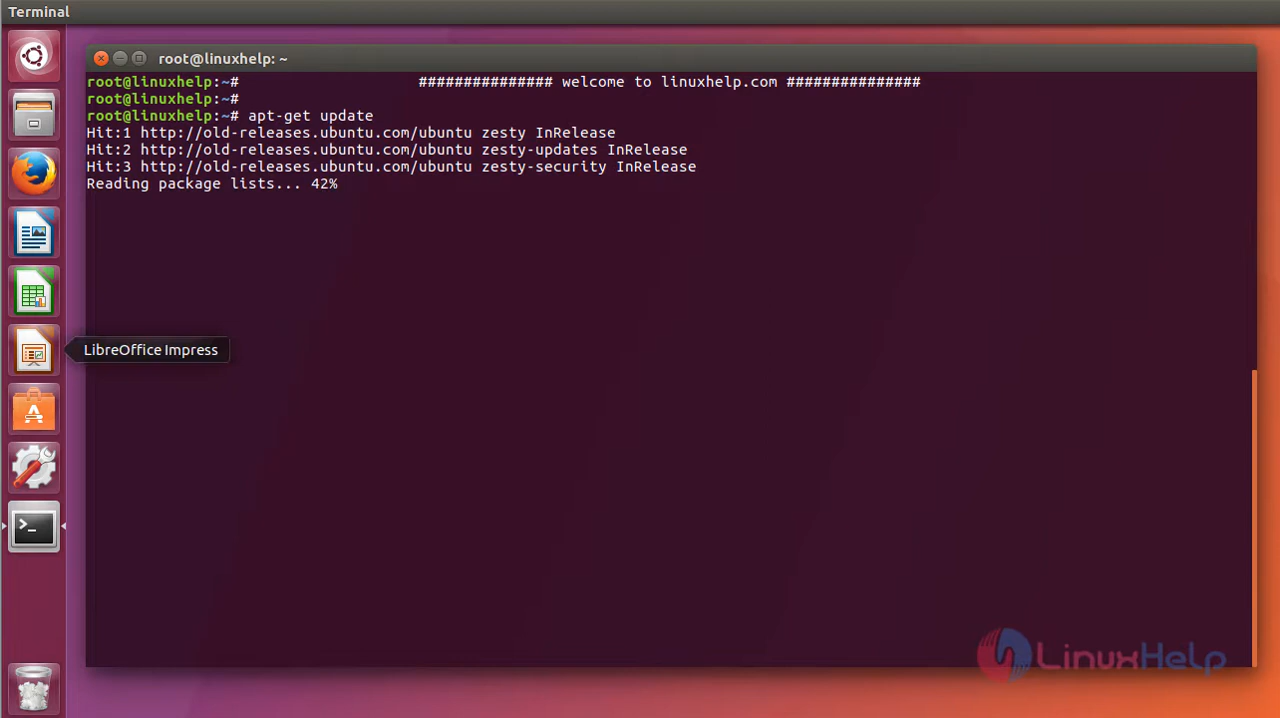 Terminal
root@linuxhelp: ~
root@linuxhelp:~# ############### welcome to linuxhelp.com ###############
root@linuxhelp:~#
root@linuxhelp:~# apt-get update
Hit:1 http://old-releases.ubuntu.com/ubuntu zesty InRelease
Hit:2 http://old-releases.ubuntu.com/ubuntu zesty-updates InRelease
Hit:3 http://old-releases.ubuntu.com/ubuntu zesty-security InRelease
Reading package lists... 42%
LibreOffice Impress
>_
LinuxHelp